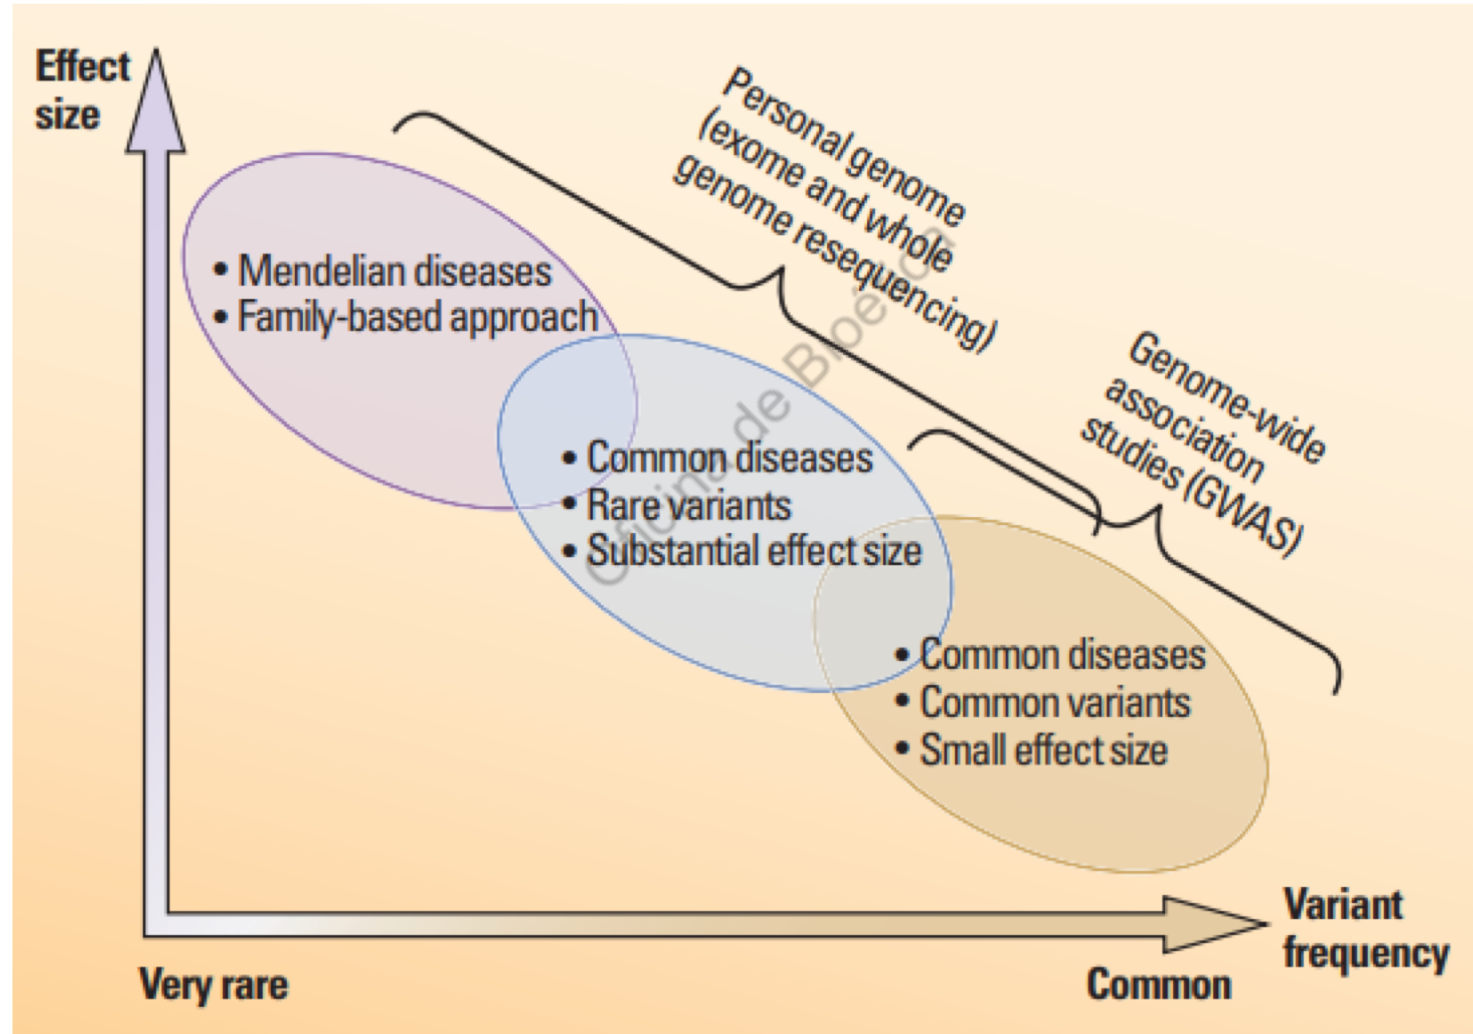 Effect
size
Personal genome
(exome and whole
genome resequencing)
Genome-wide
association
studies (GWAS)
• Mendelian diseases
• Family-based approach
• Common diseases
• Rare variants
• Substantial effect size
• Common diseases
• Common variants
• Small effect size
Variant
frequency
Very rare
Common
Oficina de